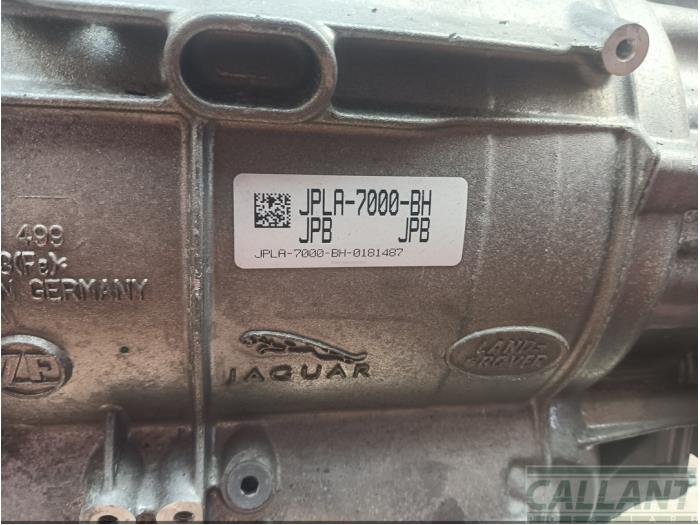 JPLA-7000-BH
JPB JPB
JPLA-7000-BH-0181487
499
N GERMANY
JAGUAR
LAND-
ROVER
CALLANT